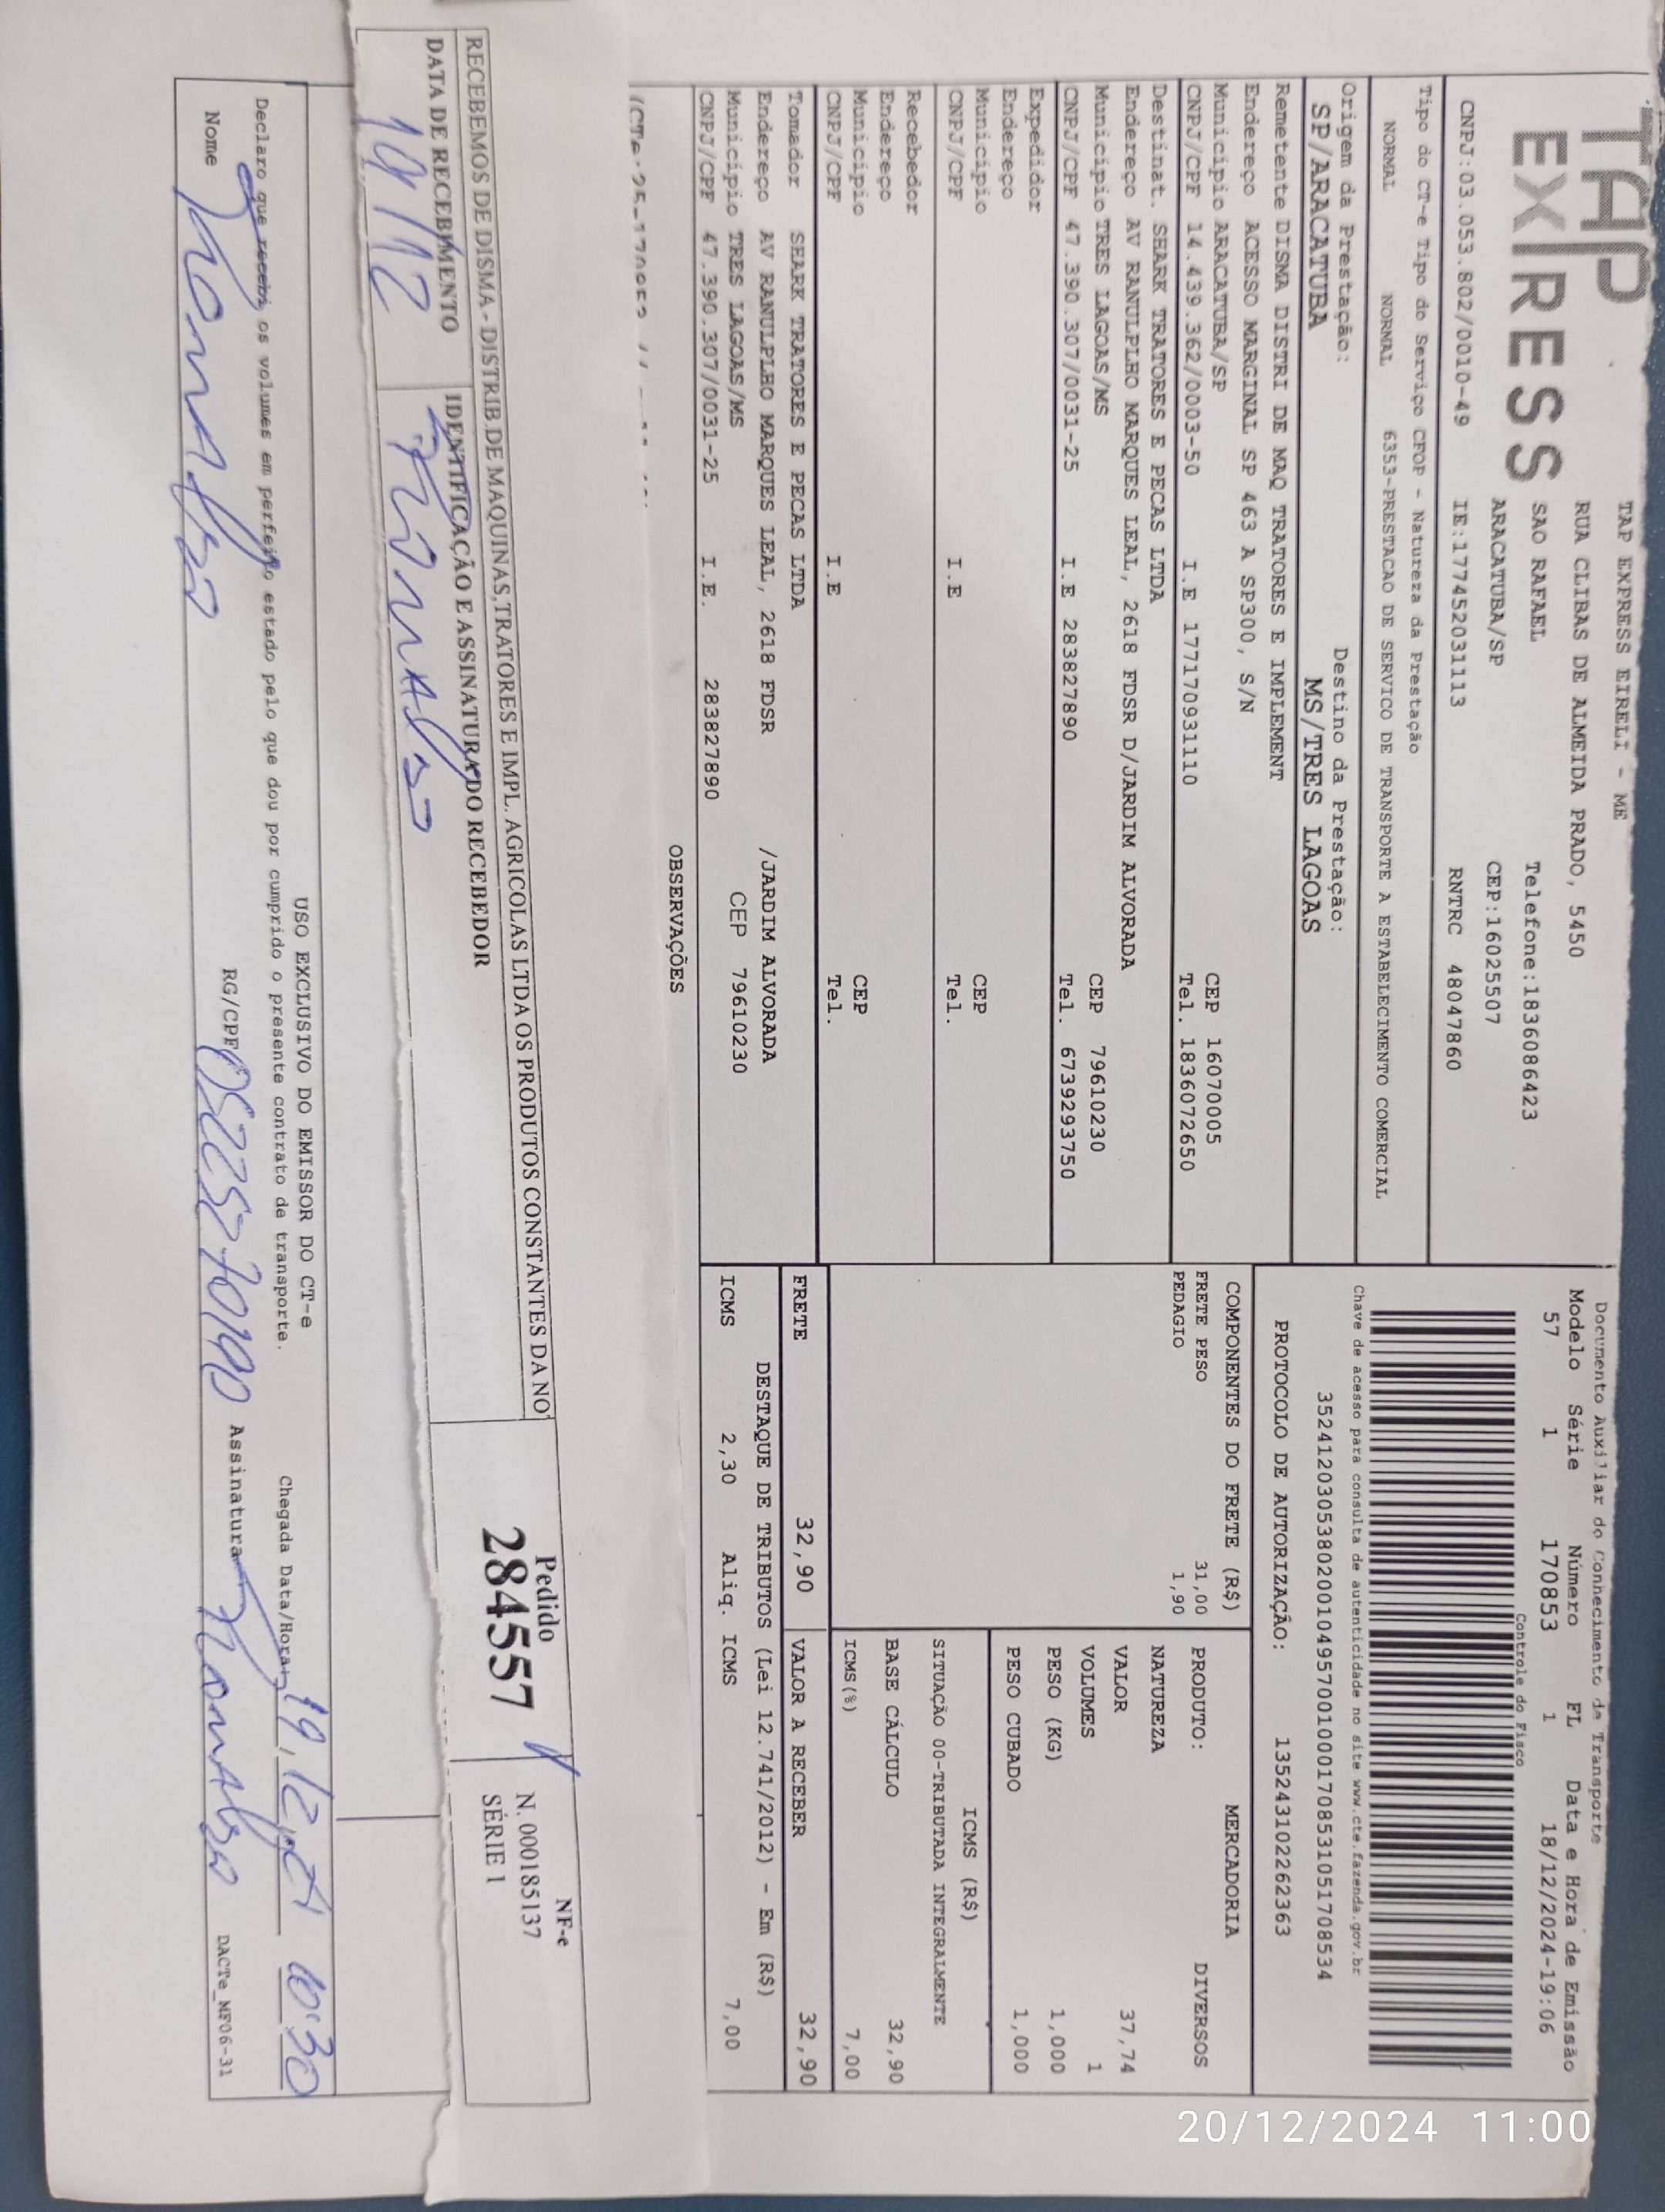 TAP
EXPRESS
TAP EXPRESS EIRELI - ME
RUA CLIBAS DE ALMEIDA PRADO, 5450
SAO RAFAEL Telefone:1836086423
ARACATUBA/SP CEP:16025507
CNPJ:03.053.802/0010-49 IE:177452031113 RNTRC 48047860
Tipo do CT-e Tipo do Serviço CFOP - Natureza da Prestação
NORMAL NORMAL 6353-PRESTACAO DE SERVICO DE TRANSPORTE A ESTABELECIMENTO COMERCIAL
Origem da Prestação: Destino da Prestação:
SP/ARACATUBA MS/TRES LAGOAS
Documento Auxiliar do Conhecimento de Transporte
Modelo Série Número FL Data e Hora de Emissão
57 1 170853 1 18/12/2024-19:06
Controle do Fisco
Chave de acesso para consulta de autenticidade no site www.cte.fazenda.gov.br
35241203053802001049570010001708531051708534
PROTOCOLO DE AUTORIZAÇÃO: 135243102262363
Remetente DISMA DISTRI DE MAQ TRATORES E IMPLEMENT
Endereço ACESSO MARGINAL SP 463 A SP300, S/N
Município ARACATUBA/SP CEP 16070005
CNPJ/CPF 14.439.362/0003-50 I.E 177170931110 Tel. 1836072650
Destinat. SEARK TRATORES E PECAS LTDA
Endereço AV RANULPLHO MARQUES LEAL, 2618 FDSR D/JARDIM ALVORADA
Município TRES LAGOAS/MS CEP 79610230
CNPJ/CPF 47.390.307/0031-25 I.E 283827890 Tel. 6739293750
Expedidor
Endereço
Município CEP
CNPJ/CPF I.E Tel.
Recebedor
Endereço
Município CEP
CNPJ/CPF I.E Tel.
Tomador SEARK TRATORES E PECAS LTDA
Endereço AV RANULPLHO MARQUES LEAL, 2618 FDSR /JARDIM ALVORADA
Município TRES LAGOAS/MS CEP 79610230
CNPJ/CPF 47.390.307/0031-25 I.E. 283827890
COMPONENTES DO FRETE (R$)
FRETE PESO 31,00
PEDAGIO 1,90
MERCADORIA
PRODUTO: DIVERSOS
NATUREZA
VALOR 37,74
VOLUMES 1
PESO (KG) 1,000
PESO CUBADO 1,000
ICMS (R$)
SITUAÇÃO 00-TRIBUTADA INTEGRALMENTE
BASE CÁLCULO 32,90
ICMS(%) 7,00
FRETE 32,90 VALOR A RECEBER 32,90
DESTAQUE DE TRIBUTOS (Lei 12.741/2012) - Em (R$)
ICMS 2,30 Aliq. ICMS 7,00
OBSERVAÇÕES
RECEBEMOS DE DISMA - DISTRIB.DE MAQUINAS,TRATORES E IMPL. AGRICOLAS LTDA OS PRODUTOS CONSTANTES DA NO
DATA DE RECEBIMENTO IDENTIFICAÇÃO E ASSINATURA DO RECEBEDOR
19/12
Pedido
284557
NF-e
N. 000185137
SÉRIE 1
USO EXCLUSIVO DO EMISSOR DO CT-e
Declaro que recebi os volumes em perfeito estado pelo que dou por cumprido o presente contrato de transporte.
Chegada Data/Hora: 19,12,24 10:30
Nome RG/CPF Assinatura
DACTe_MF06-31
20/12/2024 11:00